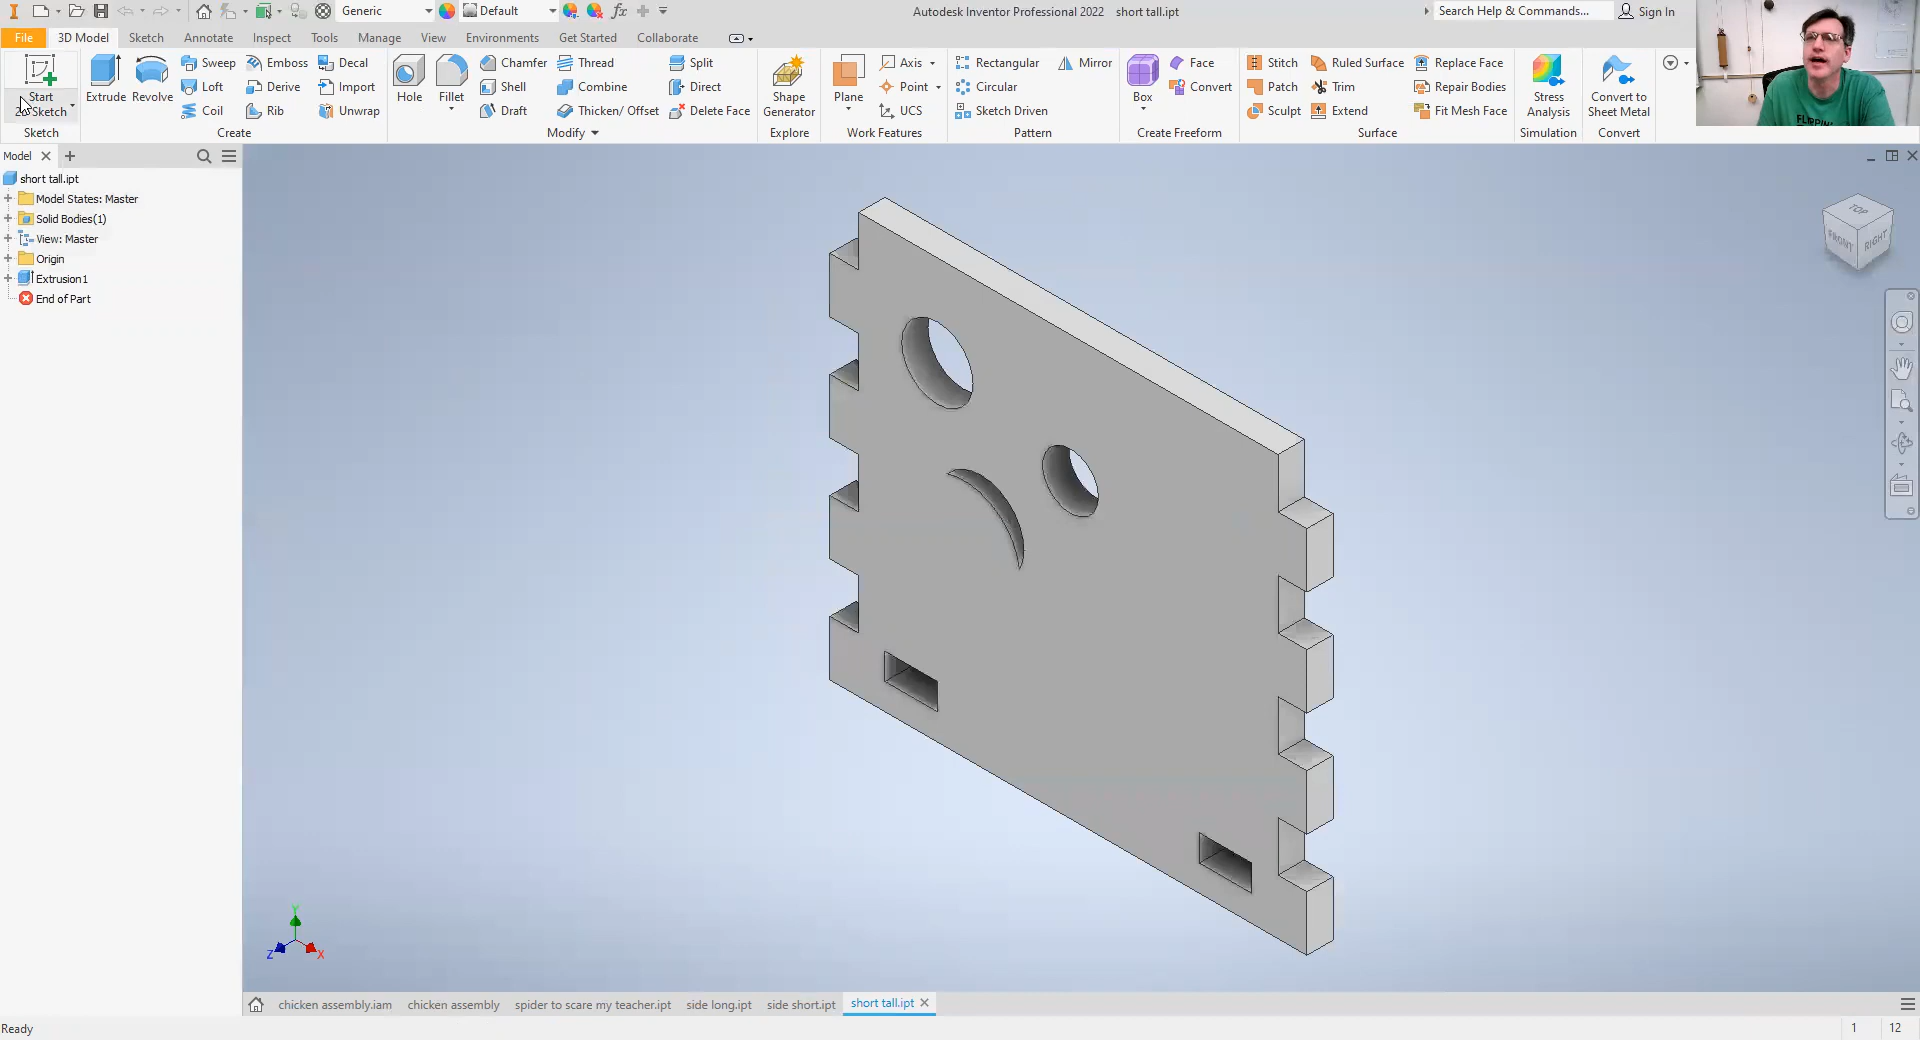 Generic
Default
fx
Autodesk Inventor Professional 2022 short tall.ipt
Search Help & Commands...
Sign In
File 3D Model Sketch Annotate Inspect Tools Manage View Environments Get Started Collaborate
Start
2D Sketch
Sketch
Extrude
Revolve
Sweep
Loft
Coil
Emboss
Derive
Rib
Decal
Import
Unwrap
Create
Hole
Fillet
Chamfer
Shell
Draft
Thread
Combine
Thicken/ Offset
Split
Direct
Delete Face
Modify
Shape
Generator
Explore
Plane
Axis
Point
UCS
Work Features
Rectangular
Circular
Sketch Driven
Mirror
Pattern
Box
Face
Convert
Create Freeform
Stitch
Patch
Sculpt
Ruled Surface
Trim
Extend
Replace Face
Repair Bodies
Fit Mesh Face
Surface
Stress
Analysis
Simulation
Convert to
Sheet Metal
Convert
Model
short tall.ipt
Model States: Master
Solid Bodies(1)
View: Master
Origin
Extrusion1
End of Part
TOP
FRONT
RIGHT
Y
Z
X
chicken assembly.iam chicken assembly spider to scare my teacher.ipt side long.ipt side short.ipt short tall.ipt
Ready
1 12